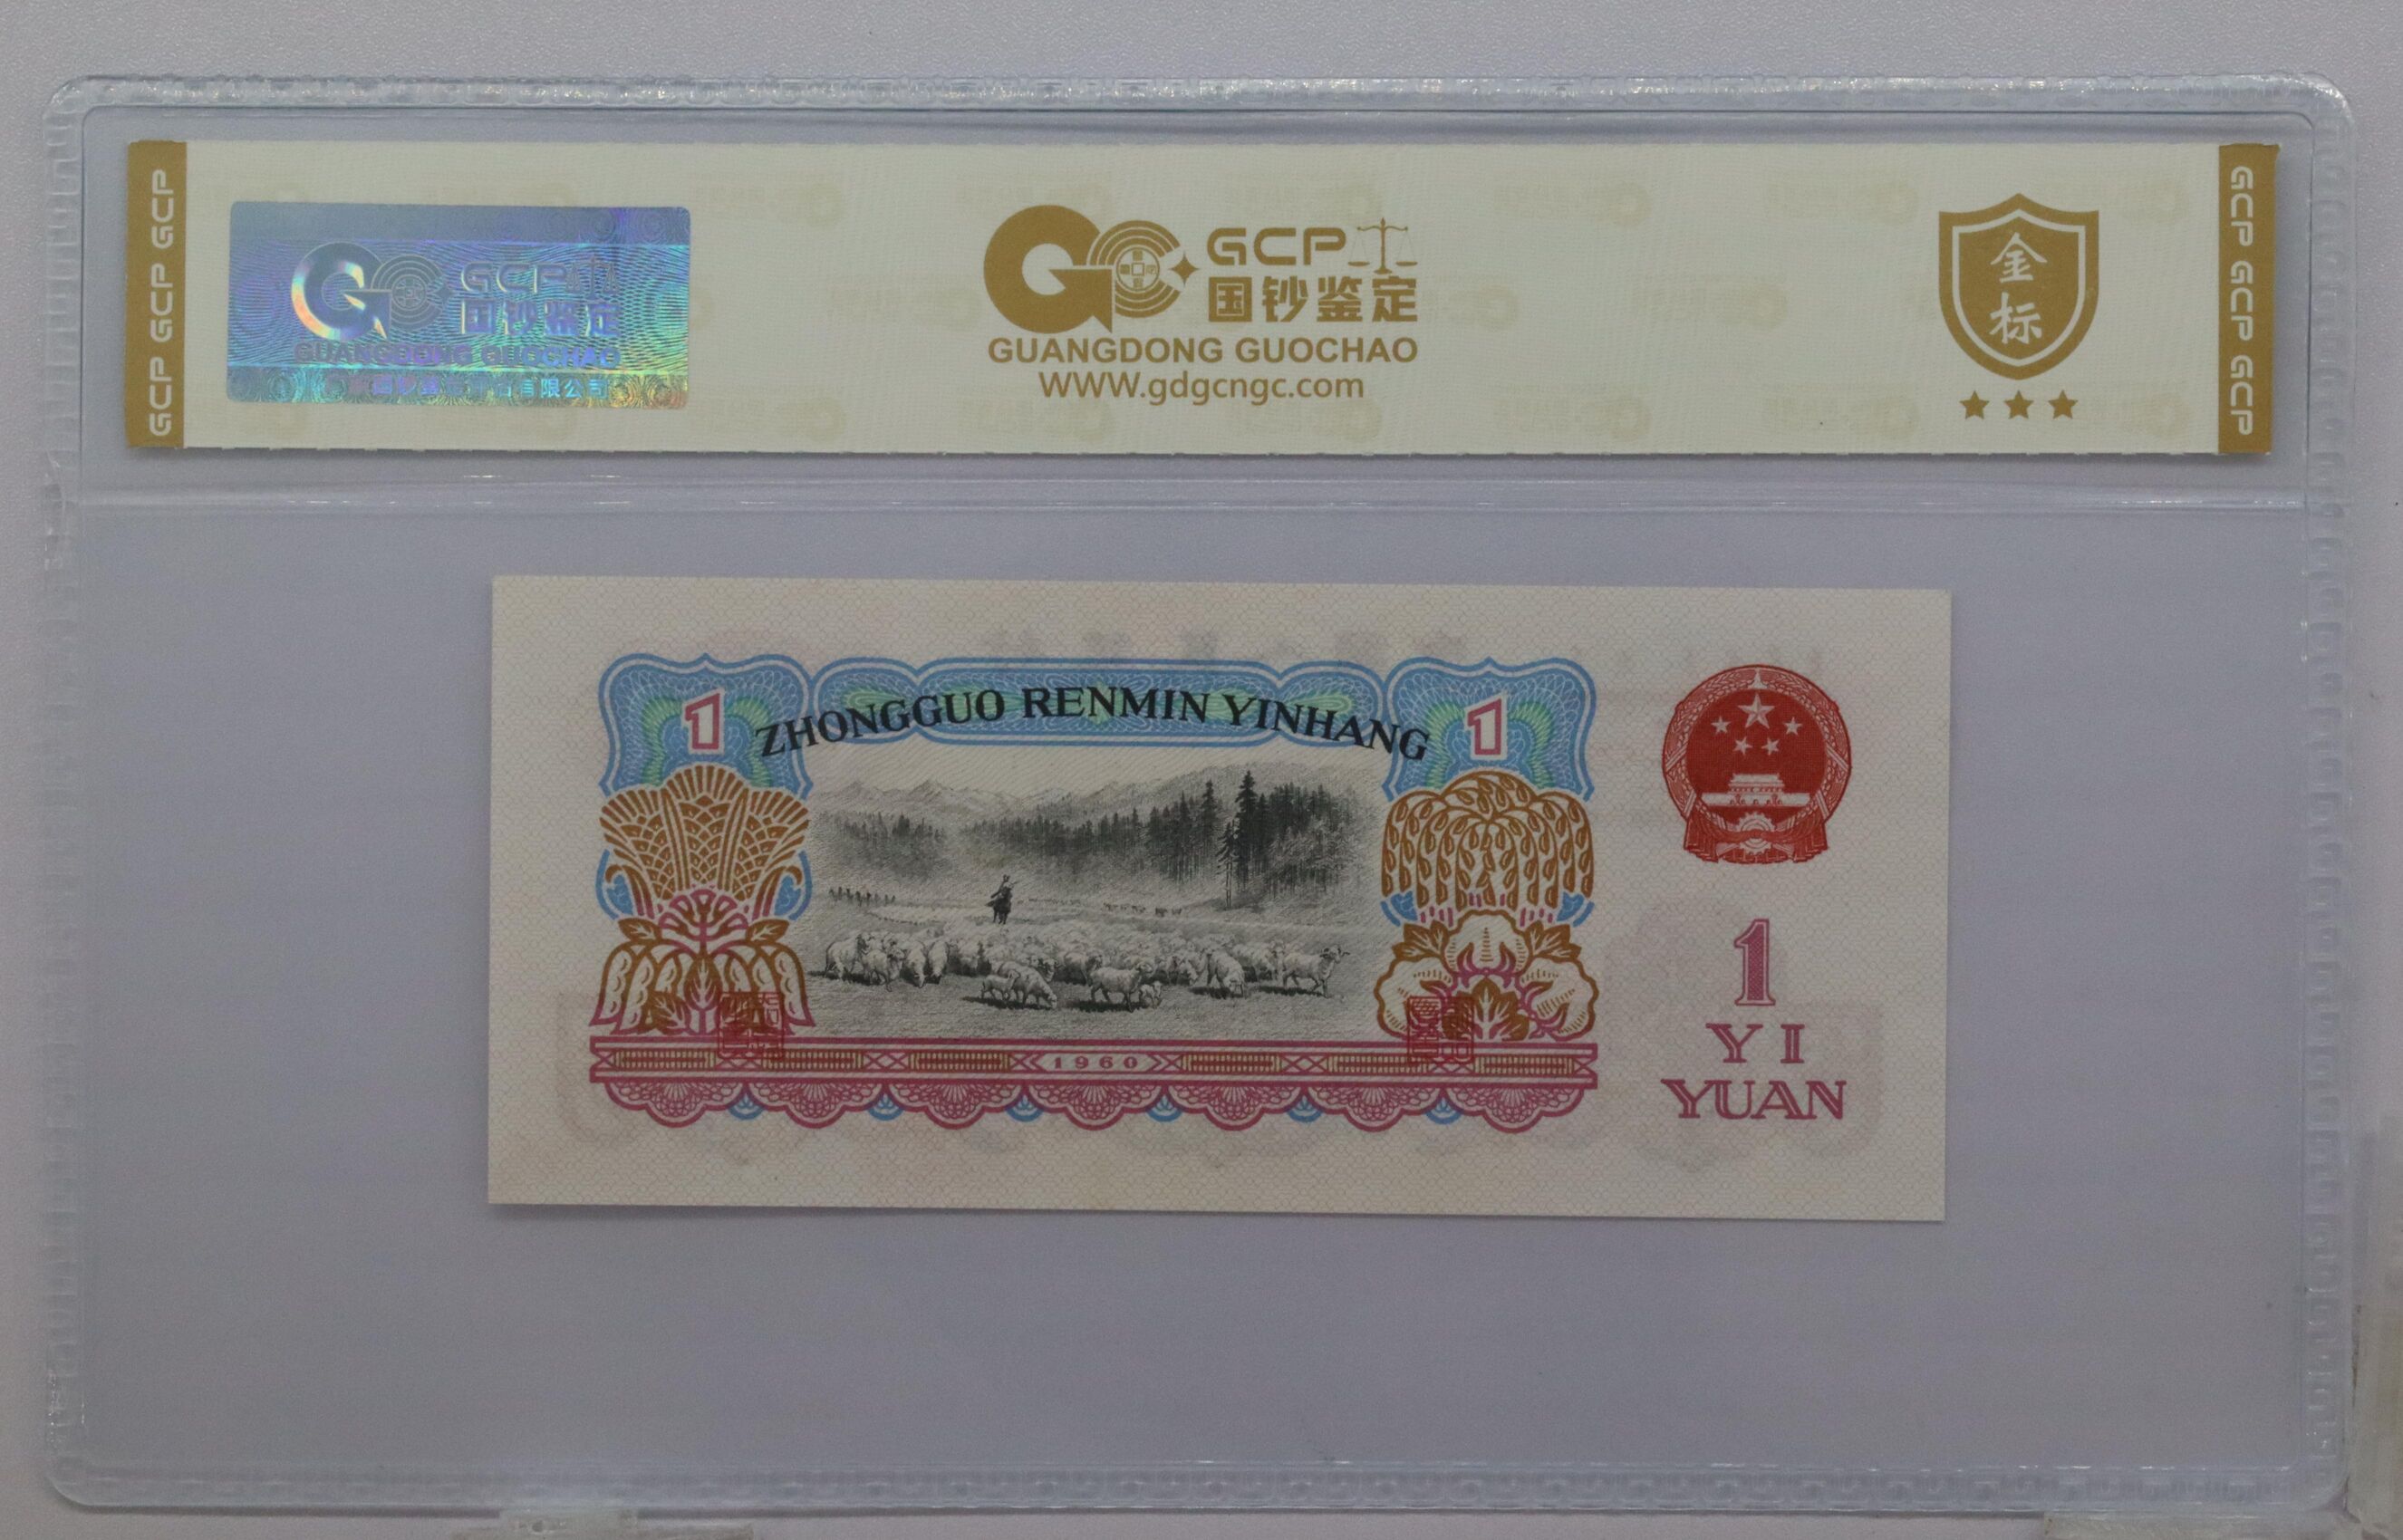 GCP GCP GCP
GCP
国钞鉴定
GUANGDONG GUOCHAO
GCP
国钞鉴定
GUANGDONG GUOCHAO
WWW.gdgcngc.com
金
标
GCP GCP GCP
1
ZHONGGUO RENMIN YINHANG
1
1960
1
YI
YUAN